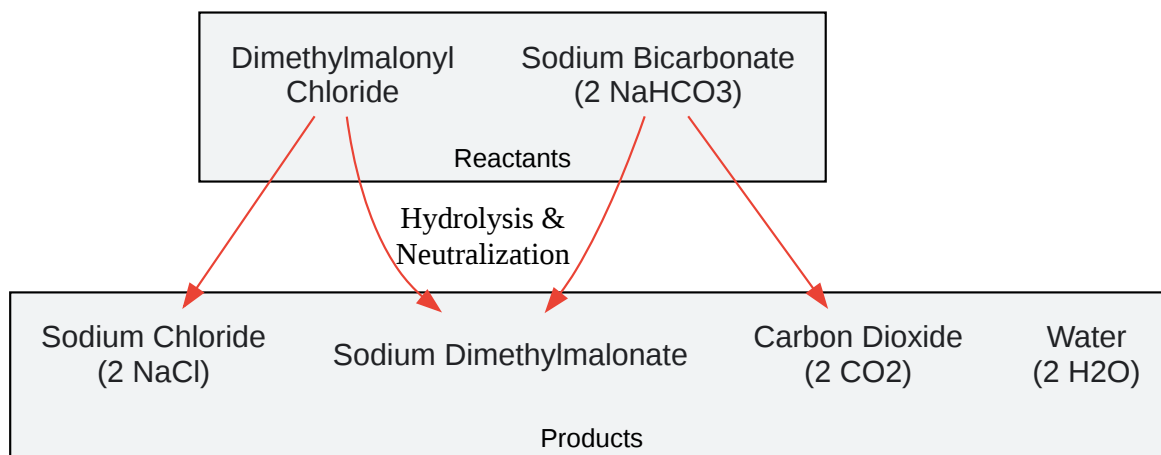 Dimethylmalonyl
Chloride
Sodium Bicarbonate
(2 NaHCO3)
Reactants
Hydrolysis &
Neutralization
Sodium Chloride
(2 NaCl)
Sodium Dimethylmalonate
Carbon Dioxide
(2 CO2)
Water
(2 H2O)
Products